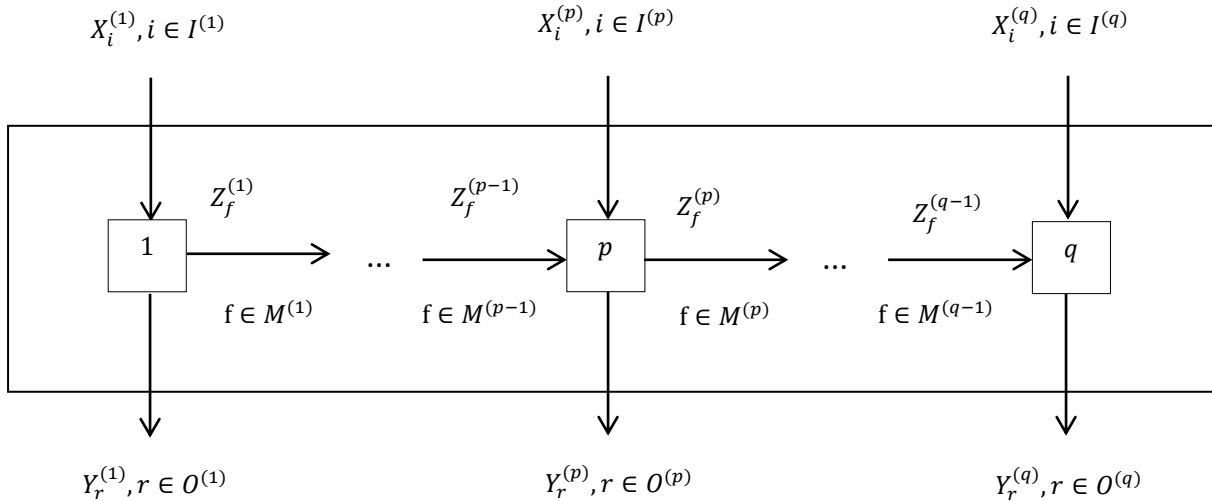 X_i^{(1)}, i ∈ I^{(1)} X_i^{(p)}, i ∈ I^{(p)} X_i^{(q)}, i ∈ I^{(q)}
Z_f^{(1)} Z_f^{(p−1)} Z_f^{(p)} Z_f^{(q−1)}
1 ... p ... q
f ∈ M^{(1)} f ∈ M^{(p−1)} f ∈ M^{(p)} f ∈ M^{(q−1)}
Y_r^{(1)}, r ∈ O^{(1)} Y_r^{(p)}, r ∈ O^{(p)} Y_r^{(q)}, r ∈ O^{(q)}